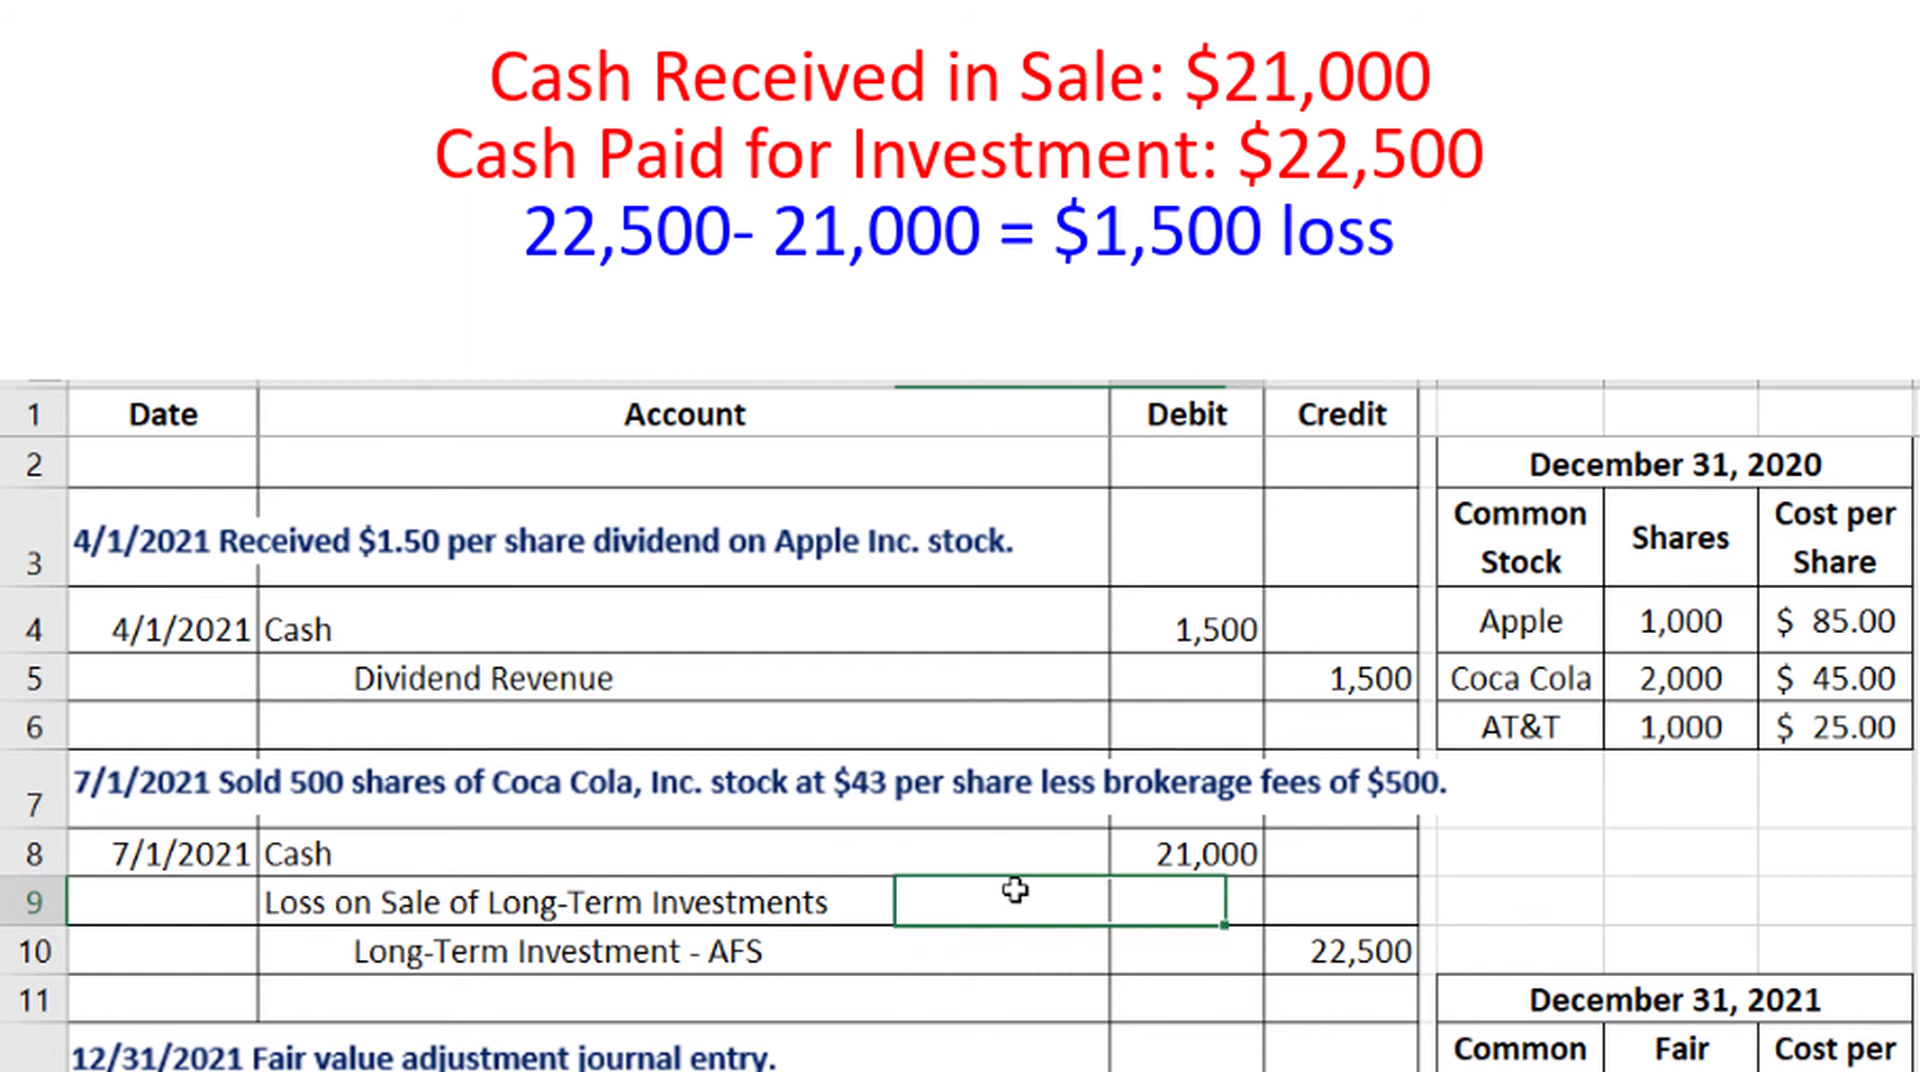 Cash Received in Sale: $21,000
Cash Paid for Investment: $22,500
22,500- 21,000 = $1,500 loss
1 Date Account Debit Credit
2 December 31, 2020
3 4/1/2021 Received $1.50 per share dividend on Apple Inc. stock. Common Stock Shares Cost per Share
4 4/1/2021 Cash 1,500 Apple 1,000 $ 85.00
5 Dividend Revenue 1,500 Coca Cola 2,000 $ 45.00
6 AT&T 1,000 $ 25.00
7 7/1/2021 Sold 500 shares of Coca Cola, Inc. stock at $43 per share less brokerage fees of $500.
8 7/1/2021 Cash 21,000
9 Loss on Sale of Long-Term Investments
10 Long-Term Investment - AFS 22,500
11 December 31, 2021
12/31/2021 Fair value adjustment journal entry. Common Fair Cost per